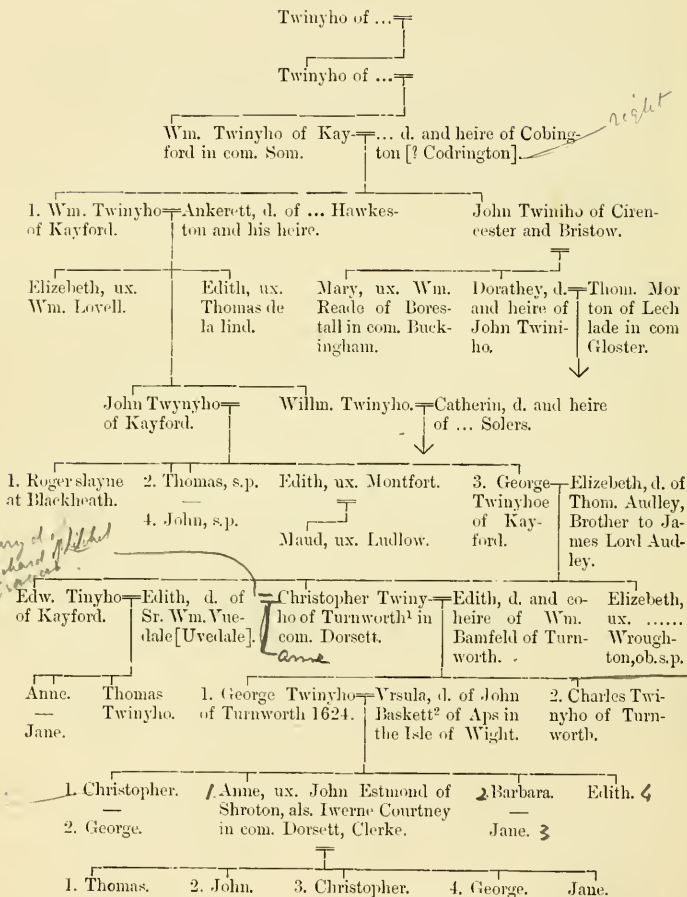 Twinyho of ...
Twinyho of ...
Wm. Twinyho of Kay-
ford in com. Som.
... d. and heire of Cobing-
ton [? Codrington].
right
1. Wm. Twinyho
of Kayford.
Ankerett, d. of ... Hawkes-
ton and his heire.
John Twiniho of Ciren-
cester and Bristow.
Elizebeth, ux.
Wm. Lovell.
Edith, ux.
Thomas de
la lind.
Mary, ux. Wm.
Reade of Bores-
tall in com. Buck-
ingham.
Dorathey, d.
and heire of
John Twini-
ho.
Thom. Mor
ton of Lech
lade in com
Gloster.
John Twynyho
of Kayford.
Willm. Twinyho.
Catherin, d. and heire
of ... Solers.
1. Roger slayne
at Blackheath.
2. Thomas, s.p.
—
4. John, s.p.
Edith, ux. Montfort.
Maud, ux. Ludlow.
3. George
Twinyhoe
of Kay-
ford.
Elizebeth, d. of
Thom. Audley,
Brother to Ja-
mes Lord Aud-
ley.
Edw. Tinyho
of Kayford.
Edith, d. of
Sr. Wm. Vue-
dale [Uvedale].
Christopher Twiny-
ho of Turnworth¹ in
com. Dorsett.
Anne
Edith, d. and co-
heire of Wm.
Bamfeld of Turn-
worth.
Elizebeth,
ux. ......
Wrough-
ton, ob. s.p.
Anne.
—
Jane.
Thomas
Twinyho.
1. George Twinyho
of Turnworth 1624.
Vrsula, d. of John
Baskett² of Aps in
the Isle of Wight.
2. Charles Twi-
nyho of Turn-
worth.
1. Christopher.
—
2. George.
1 Anne, ux. John Estmond of
Shroton, als. Iwerne Courtney
in com. Dorsett, Clerke.
2 Barbara.
—
Jane. 3
Edith. 4
1. Thomas.
2. John.
3. Christopher.
4. George.
Jane.